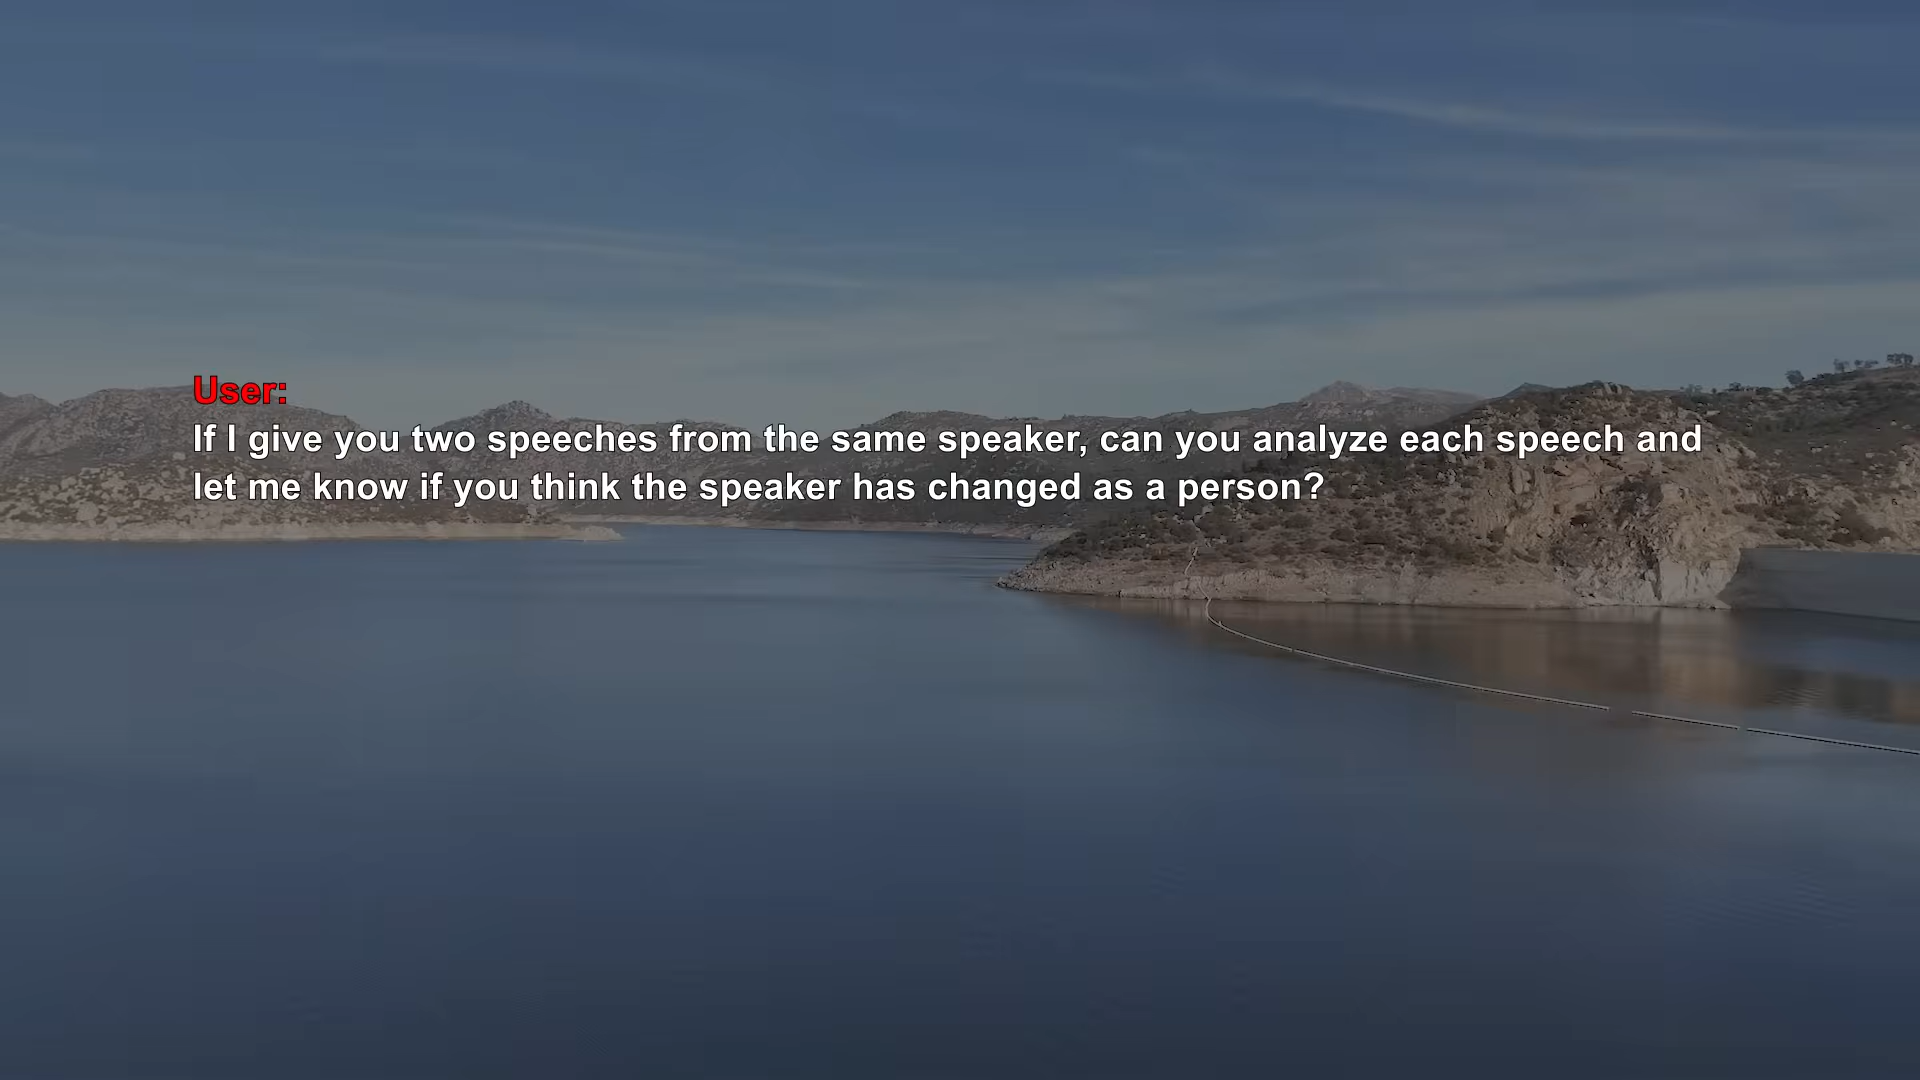 User:
If I give you two speeches from the same speaker, can you analyze each speech and
let me know if you think the speaker has changed as a person?